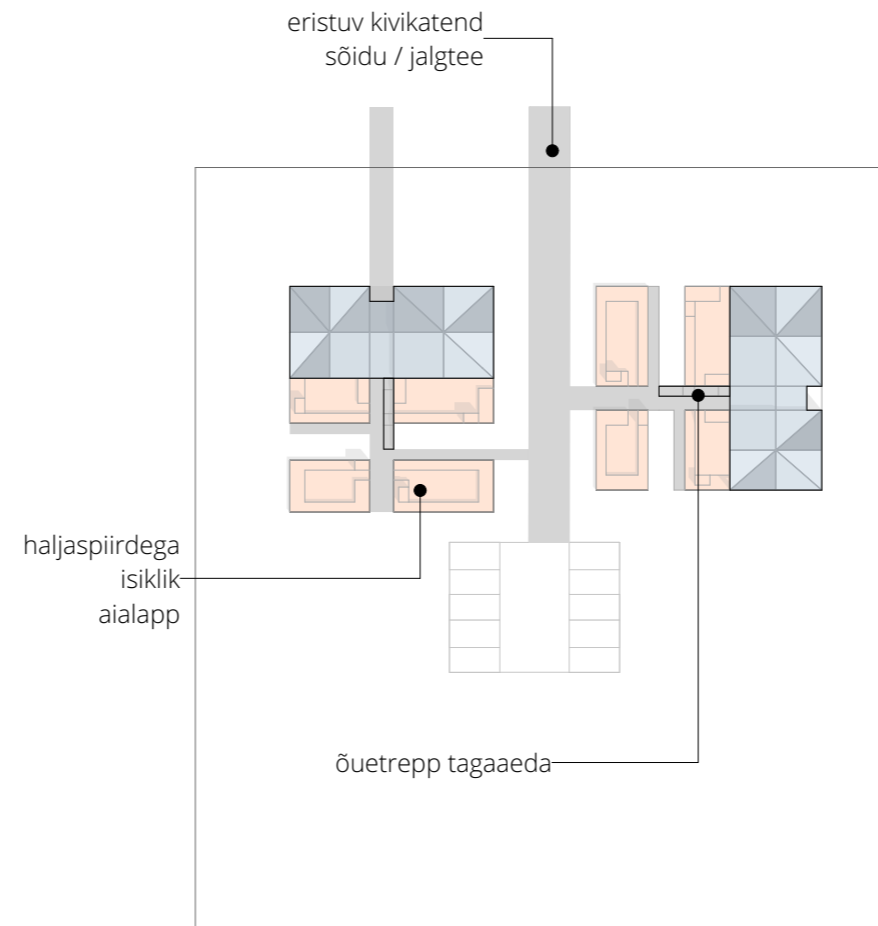 eristuv kivikatend
sõidu / jalgtee
haljaspiirdega
isiklik
aialapp
õuetrepp tagaaeda